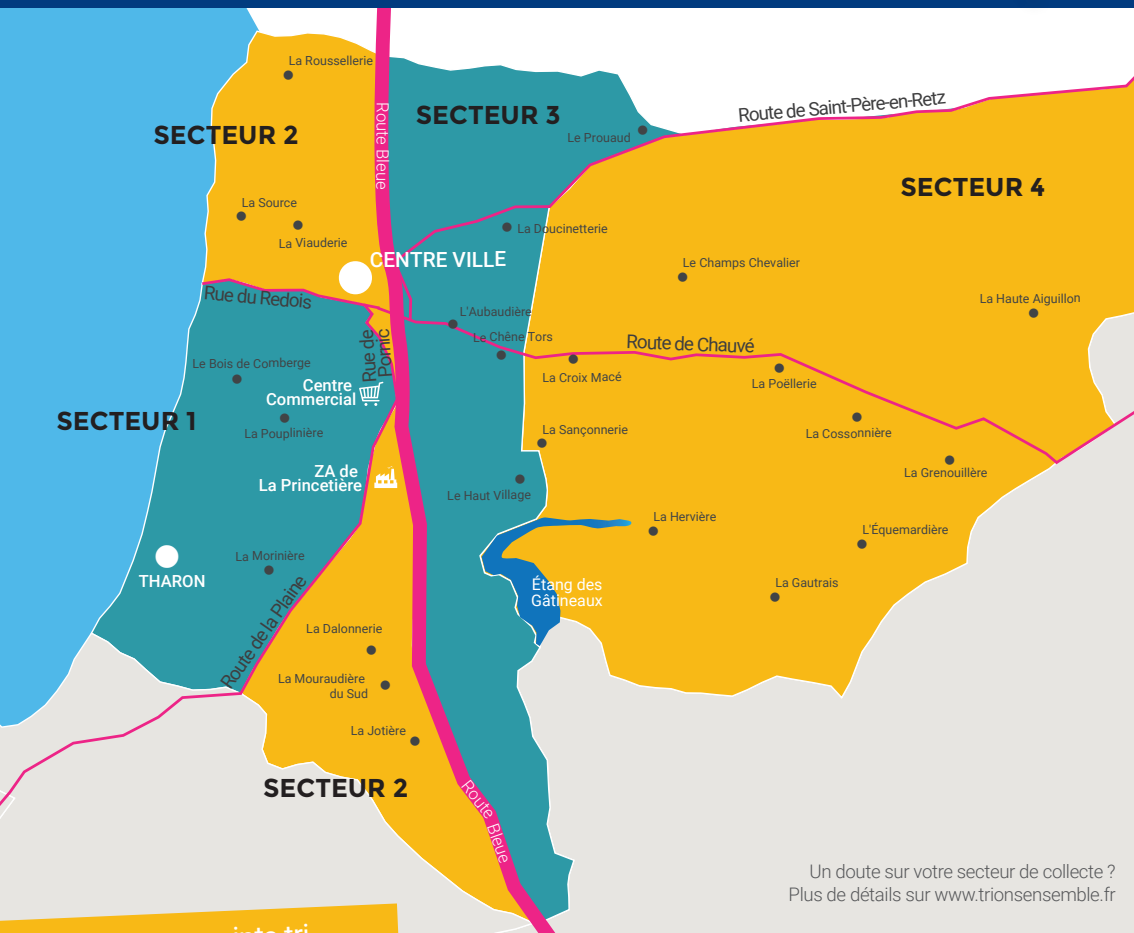 La Roussellerie
SECTEUR 2
Route Bleue
SECTEUR 3
Route de Saint-Père-en-Retz
Le Prouaud
SECTEUR 4
La Source
La Viauderie
La Doucinetterie
CENTRE VILLE
Le Champs Chevalier
La Haute Aiguillon
Rue du Redois
L'Aubaudière
Le Chêne Tors
Route de Chauvé
Rue de
Pornic
La Croix Macé
La Poëllerie
Le Bois de Comberge
Centre
Commercial
SECTEUR 1
La Pouplinière
La Sançonnerie
La Cossonnière
La Grenouillère
ZA de
La Princetière
Le Haut Village
La Hervière
L'Équemardière
La Morinière
THARON
Étang des
Gâtineaux
La Gautrais
Route de la Plaine
La Dalonnerie
La Mouraudière
du Sud
La Jotière
SECTEUR 2
Route Bleue
Un doute sur votre secteur de collecte ?
Plus de détails sur www.trionsensemble.fr
tri